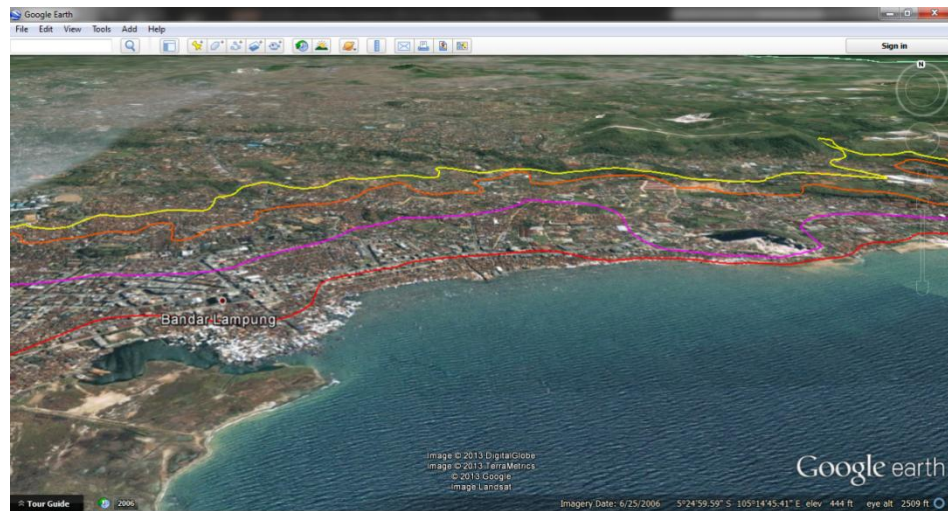 Google Earth
File Edit View Tools Add Help
Sign in
N
Bandar Lampung
Image © 2013 DigitalGlobe
Image © 2013 TerraMetrics
© 2013 Google
Image Landsat
Google earth
Tour Guide 2006 Imagery Date: 6/25/2006 5°24'59.59" S 105°14'45.41" E elev 444 ft eye alt 2509 ft